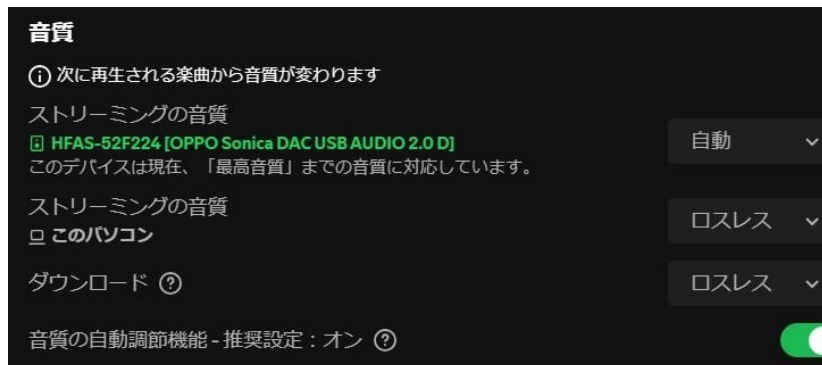 音質
次に再生される楽曲から音質が変わります
ストリーミングの音質
HFAS-52F224 [OPPO Sonica DAC USB AUDIO 2.0 D]
このデバイスは現在、「最高音質」までの音質に対応しています。
自動
ストリーミングの音質
このパソコン
ロスレス
ダウンロード
ロスレス
音質の自動調節機能 - 推奨設定：オン